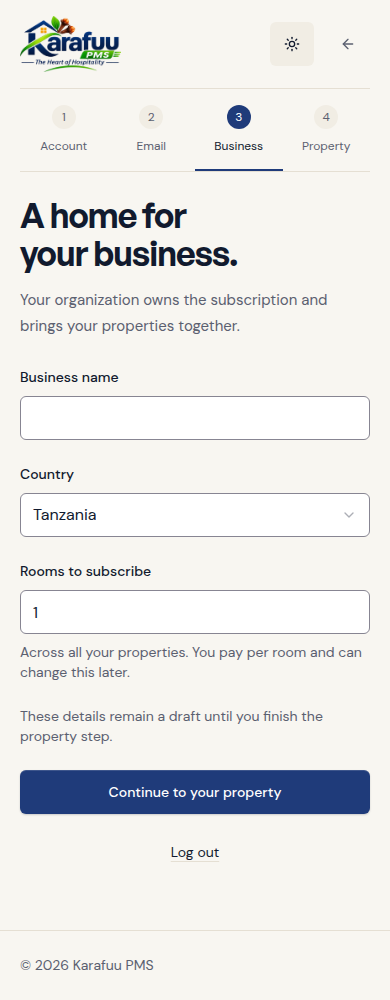 Karafuu
PMS
The Heart of Hospitality
1
2
3
4
Account
Email
Business
Property
A home for
your business.
Your organization owns the subscription and
brings your properties together.
Business name
Country
Tanzania
Rooms to subscribe
1
Across all your properties. You pay per room and can
change this later.
These details remain a draft until you finish the
property step.
Continue to your property
Log out
© 2026 Karafuu PMS